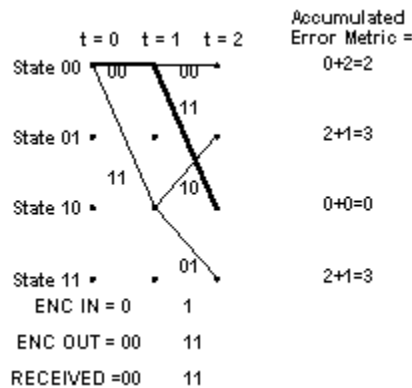 Accumulated
t = 0 t = 1 t = 2 Error Metric =
State 00 00 00 0+2=2
11
State 01 2+1=3
11 10
State 10 0+0=0
01
State 11 2+1=3
ENC IN = 0 1
ENC OUT = 00 11
RECEIVED =00 11